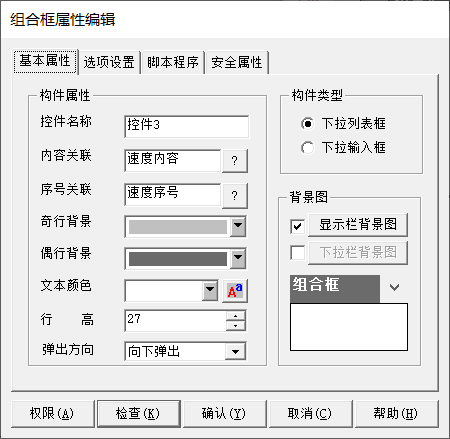 组合框属性编辑
基本属性 选项设置 脚本程序 安全属性
构件属性
控件名称 控件3
内容关联 速度内容 ?
序号关联 速度序号 ?
奇行背景
偶行背景
文本颜色 Aa
行 高 27
弹出方向 向下弹出
构件类型
下拉列表框
下拉输入框
背景图
显示栏背景图
下拉栏背景图
组合框
权限(A) 检查(K) 确认(Y) 取消(C) 帮助(H)